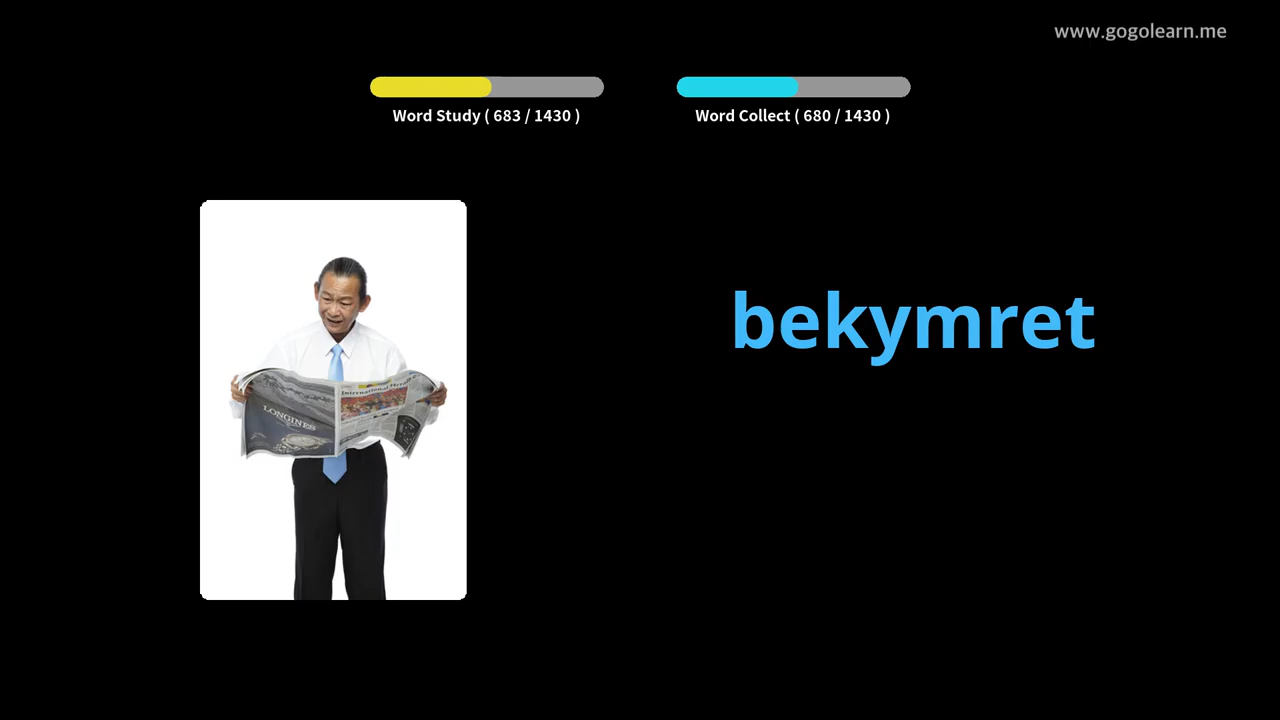 www.gogolearn.me
Word Study ( 683 / 1430 )
Word Collect ( 680 / 1430 )
bekymret
LONGINES
International Herald